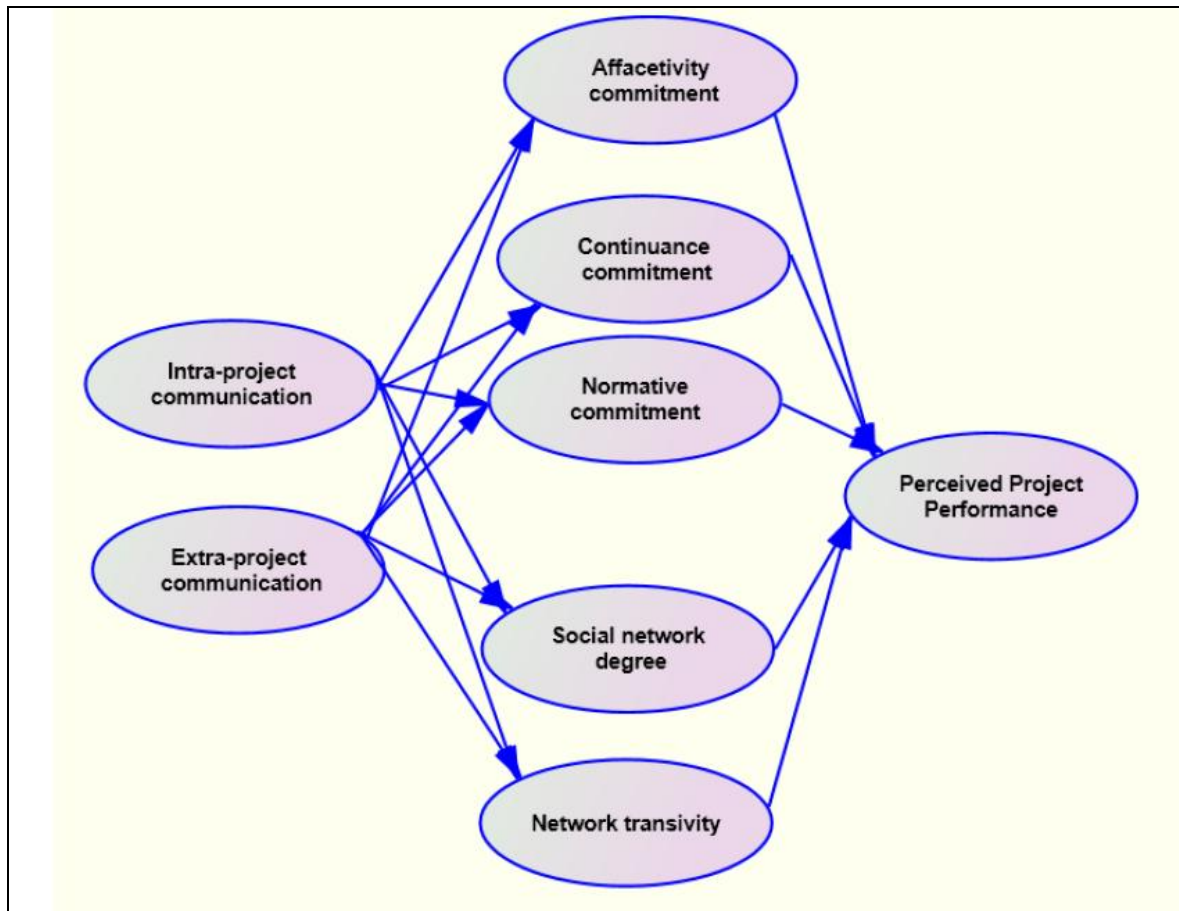 Affacetivity
commitment
Continuance
commitment
Intra-project
communication
Normative
commitment
Perceived Project
Performance
Extra-project
communication
Social network
degree
Network transivity